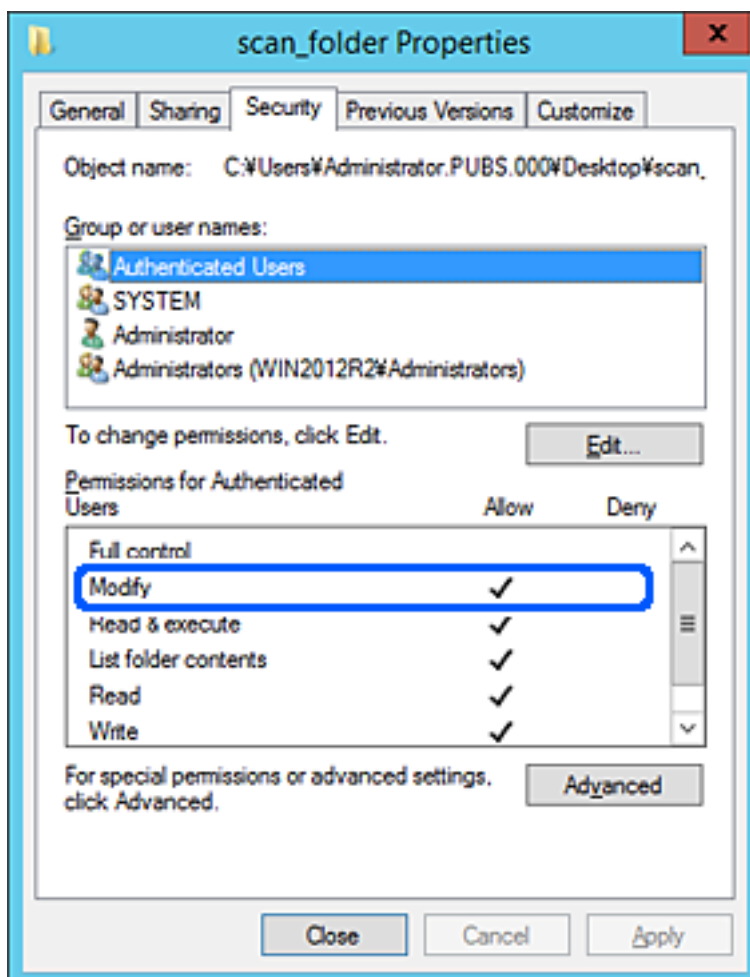 scan_folder Properties
General Sharing Security Previous Versions Customize
Object name: C:¥Users¥Administrator.PUBS.000¥Desktop¥scan_
Group or user names:
Authenticated Users
SYSTEM
Administrator
Administrators (WIN2012R2¥Administrators)
To change permissions, click Edit.
Edit...
Permissions for Authenticated
Users Allow Deny
Full control
Modify
Read & execute
List folder contents
Read
Write
For special permissions or advanced settings,
click Advanced.
Advanced
Close Cancel Apply